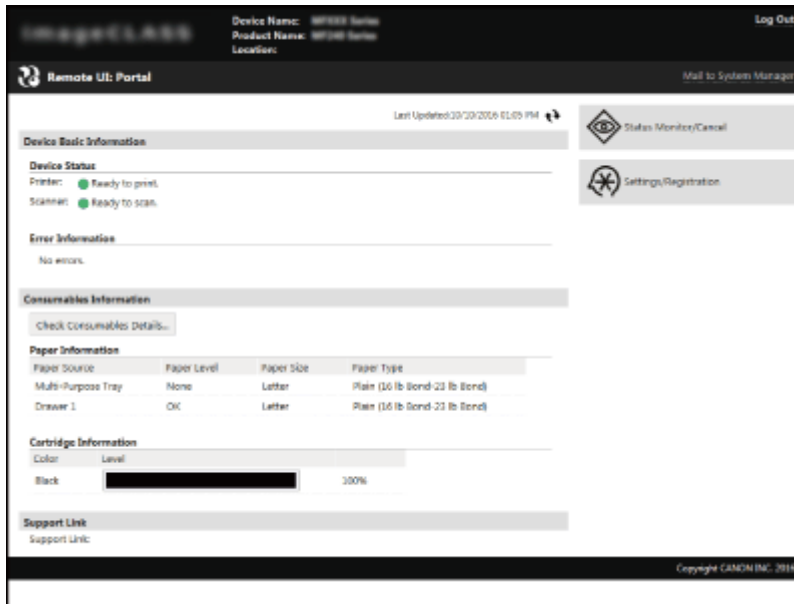 imageCLASS
Device Name:
Product Name:
Location:
Log Out
Remote UI: Portal
Mail to System Manager
Last Updated:10/10/2016 01:05 PM
Device Basic Information
Device Status
Printer: Ready to print.
Scanner: Ready to scan.
Error Information
No errors.
Consumables Information
Check Consumables Details...
Paper Information
Paper Source Paper Level Paper Size Paper Type
Multi-Purpose Tray None Letter Plain (16 lb Bond-23 lb Bond)
Drawer 1 OK Letter Plain (16 lb Bond-23 lb Bond)
Cartridge Information
Color Level
Black 100%
Support Link
Support Link:
Status Monitor/Cancel
Settings/Registration
Copyright CANON INC. 2016